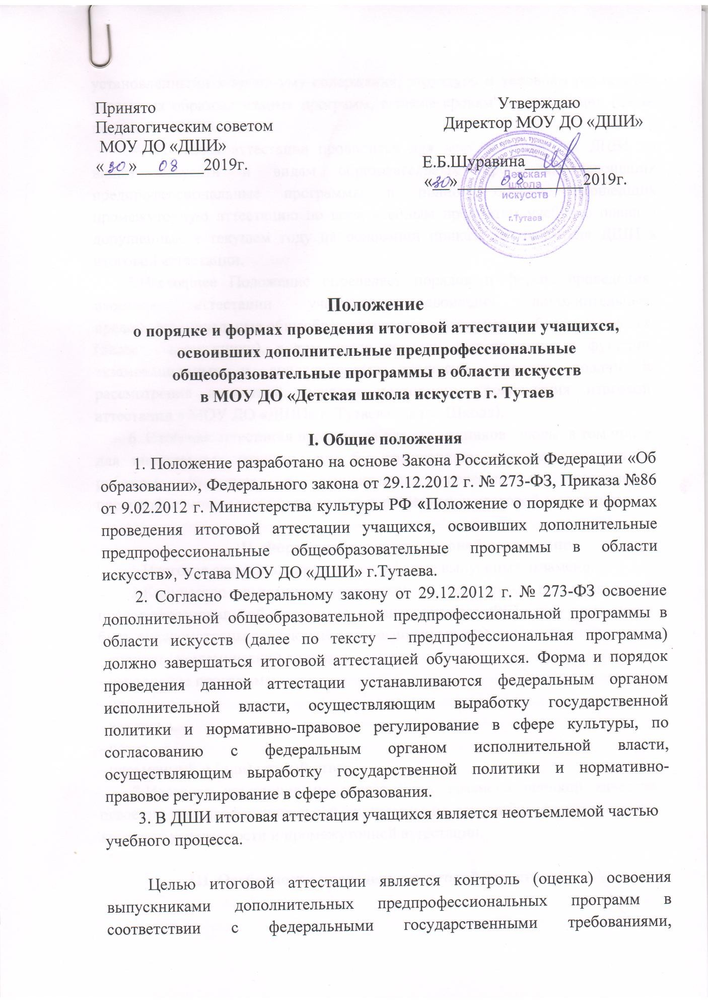 Принято
Педагогическим советом
МОУ ДО «ДШИ»
«30» 08 2019г.
Утверждаю
Директор МОУ ДО «ДШИ»
Е.Б.Шуравина
«30» 08 2019г.
Детская
школа
искусств
г.Тутаев
Положение
о порядке и формах проведения итоговой аттестации учащихся,
освоивших дополнительные предпрофессиональные
общеобразовательные программы в области искусств
в МОУ ДО «Детская школа искусств г. Тутаев
I. Общие положения
1. Положение разработано на основе Закона Российской Федерации «Об
образовании», Федерального закона от 29.12.2012 г. № 273-ФЗ, Приказа №86
от 9.02.2012 г. Министерства культуры РФ «Положение о порядке и формах
проведения итоговой аттестации учащихся, освоивших дополнительные
предпрофессиональные общеобразовательные программы в области
искусств», Устава МОУ ДО «ДШИ» г.Тутаева.
2. Согласно Федеральному закону от 29.12.2012 г. № 273-ФЗ освоение
дополнительной общеобразовательной предпрофессиональной программы в
области искусств (далее по тексту – предпрофессиональная программа)
должно завершаться итоговой аттестацией обучающихся. Форма и порядок
проведения данной аттестации устанавливаются федеральным органом
исполнительной власти, осуществляющим выработку государственной
политики и нормативно-правовое регулирование в сфере культуры, по
согласованию с федеральным органом исполнительной власти,
осуществляющим выработку государственной политики и нормативно-
правовое регулирование в сфере образования.
3. В ДШИ итоговая аттестация учащихся является неотъемлемой частью
учебного процесса.
Целью итоговой аттестации является контроль (оценка) освоения
выпускниками дополнительных предпрофессиональных программ в
соответствии с федеральными государственными требованиями,